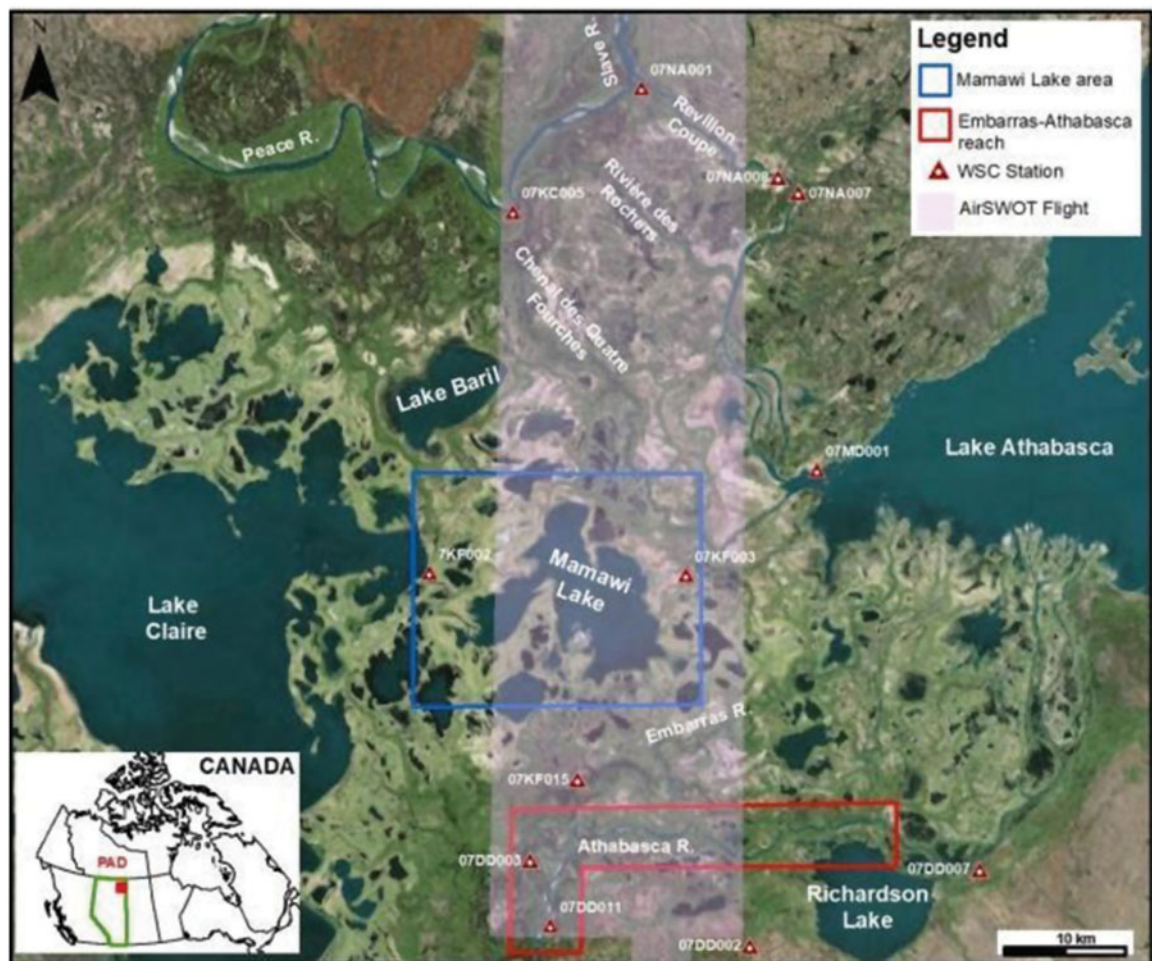 N
Slave R.
07NA001
Revillon
Coupe
Peace R.
07NA008
07NA007
Rivière des
Rochers
07KC005
Chenal des Quatre
Fourches
Lake Baril
07MD001
Lake Athabasca
7KF002
07KF003
Mamawi
Lake
Lake
Claire
Embarras R.
07KF015
Athabasca R.
07DD003
07DD007
07DD011
Richardson
Lake
07DD002
Legend
Mamawi Lake area
Embarras-Athabasca
reach
WSC Station
AirSWOT Flight
CANADA
PAD
10 km